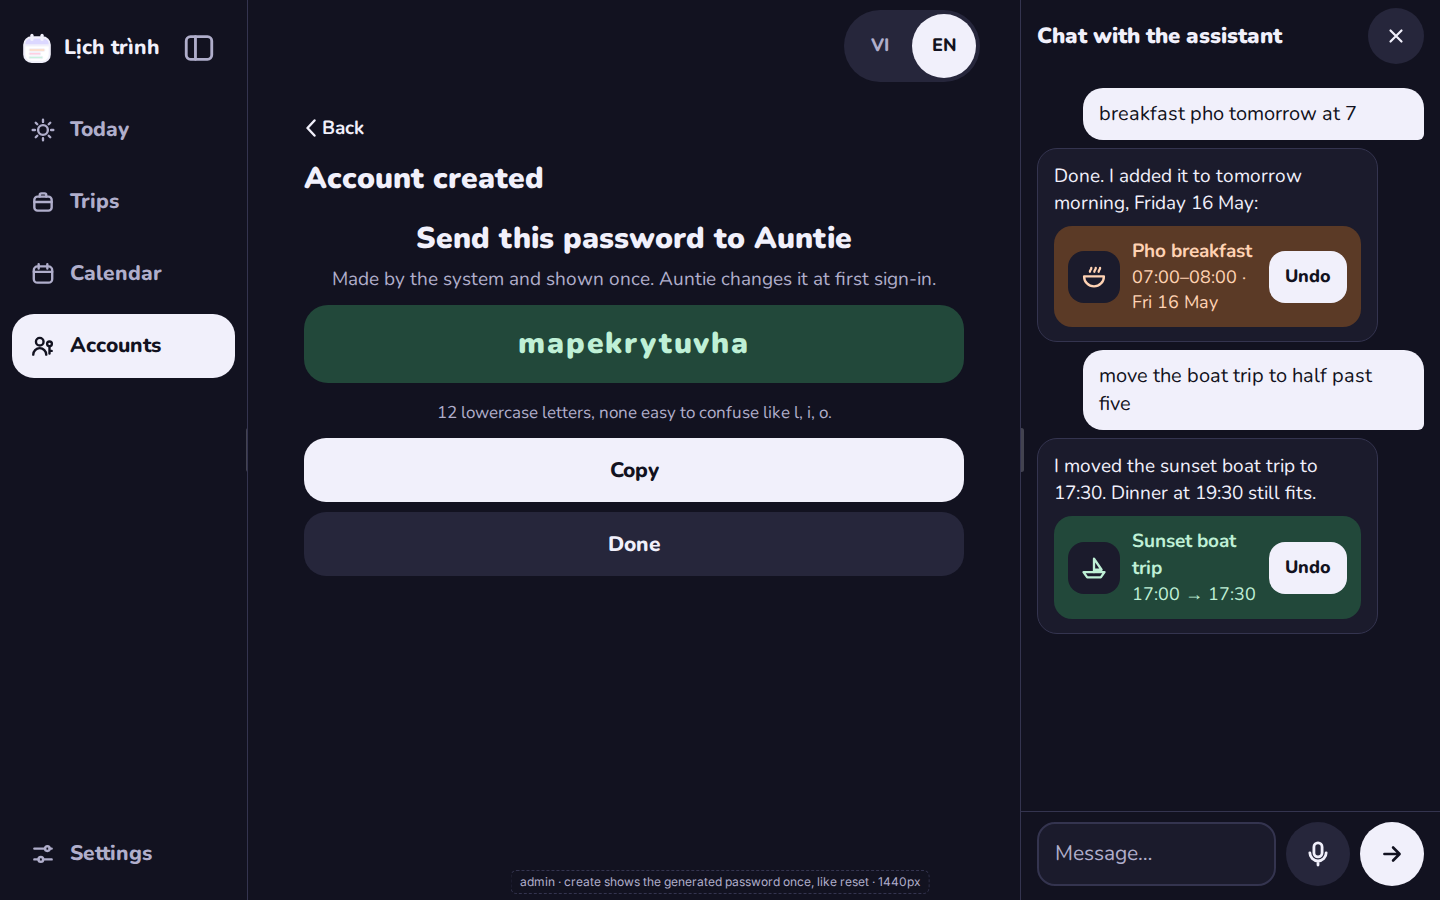 Lịch trình
Today
Trips
Calendar
Accounts
Settings
VI
EN
Back
Account created
Send this password to Auntie
Made by the system and shown once. Auntie changes it at first sign-in.
mapekrytuvha
12 lowercase letters, none easy to confuse like l, i, o.
Copy
Done
admin · create shows the generated password once, like reset · 1440px
Chat with the assistant
breakfast pho tomorrow at 7
Done. I added it to tomorrow
morning, Friday 16 May:
Pho breakfast
07:00–08:00 ·
Fri 16 May
Undo
move the boat trip to half past
five
I moved the sunset boat trip to
17:30. Dinner at 19:30 still fits.
Sunset boat
trip
17:00 → 17:30
Undo
Message...